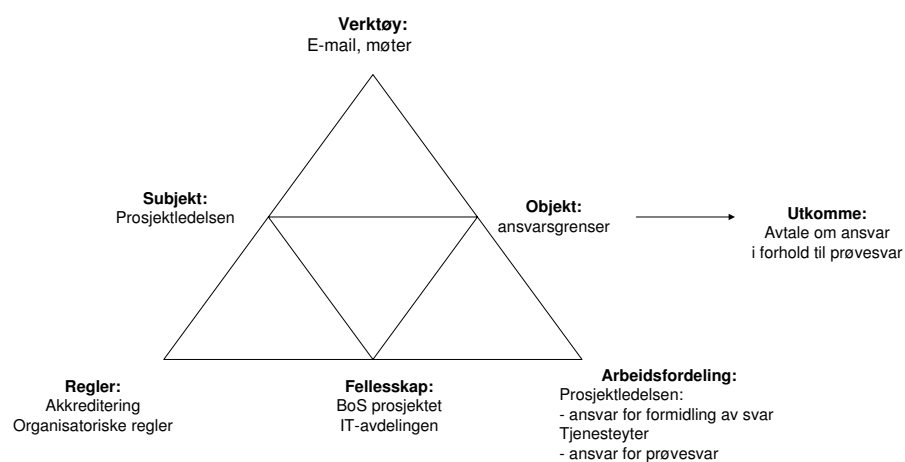 Verktøy:
E-mail, møter
Subjekt:
Prosjektledelsen
Objekt:
ansvarsgrenser
Utkomme:
Avtale om ansvar
i forhold til prøvesvar
Regler:
Akkreditering
Organisatoriske regler
Fellesskap:
BoS prosjektet
IT-avdelingen
Arbeidsfordeling:
Prosjektledelsen:
- ansvar for formidling av svar
Tjenesteyter
- ansvar for prøvesvar